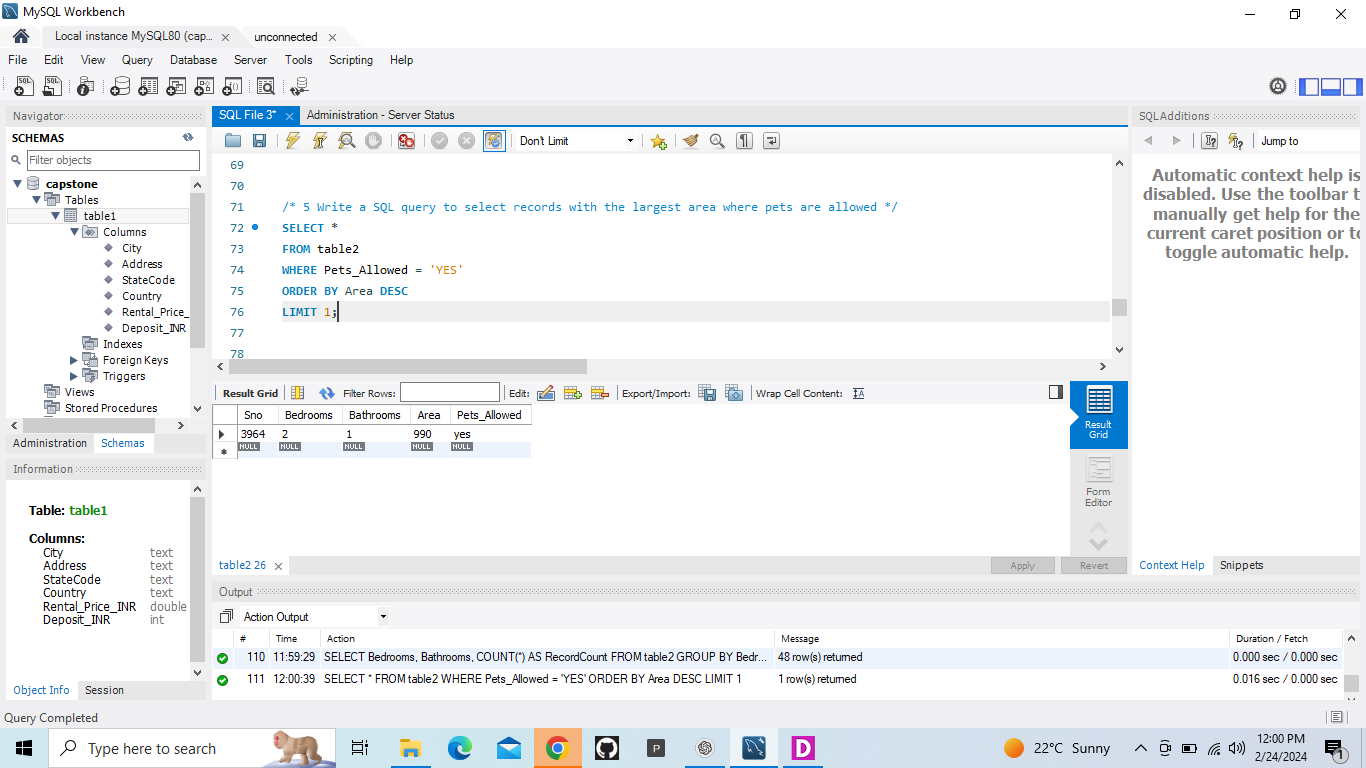 MySQL Workbench
Local instance MySQL80 (cap... ×
unconnected ×
File Edit View Query Database Server Tools Scripting Help
Navigator
SCHEMAS
Filter objects
capstone
Tables
table1
Columns
City
Address
StateCode
Country
Rental_Price_
Deposit_INR
Indexes
Foreign Keys
Triggers
Views
Stored Procedures
Administration Schemas
Information
Table: table1
Columns:
City text
Address text
StateCode text
Country text
Rental_Price_INR double
Deposit_INR int
Object Info Session
SQL File 3* ×
Administration - Server Status
Don't Limit
69
70
71 /* 5 Write a SQL query to select records with the largest area where pets are allowed */
72 SELECT *
73 FROM table2
74 WHERE Pets_Allowed = 'YES'
75 ORDER BY Area DESC
76 LIMIT 1;
77
78
Result Grid Filter Rows: Edit: Export/Import: Wrap Cell Content:
Sno Bedrooms Bathrooms Area Pets_Allowed
3964 2 1 990 yes
NULL NULL NULL NULL NULL
Result
Grid
Form
Editor
table2 26 ×
Apply Revert
Output
Action Output
# Time Action Message Duration / Fetch
110 11:59:29 SELECT Bedrooms, Bathrooms, COUNT(*) AS RecordCount FROM table2 GROUP BY Bedr... 48 row(s) returned 0.000 sec / 0.000 sec
111 12:00:39 SELECT * FROM table2 WHERE Pets_Allowed = 'YES' ORDER BY Area DESC LIMIT 1 1 row(s) returned 0.016 sec / 0.000 sec
SQLAdditions
Jump to
Automatic context help is
disabled. Use the toolbar t
manually get help for the
current caret position or to
toggle automatic help.
Context Help Snippets
Query Completed
Type here to search
22°C Sunny
12:00 PM
2/24/2024
1